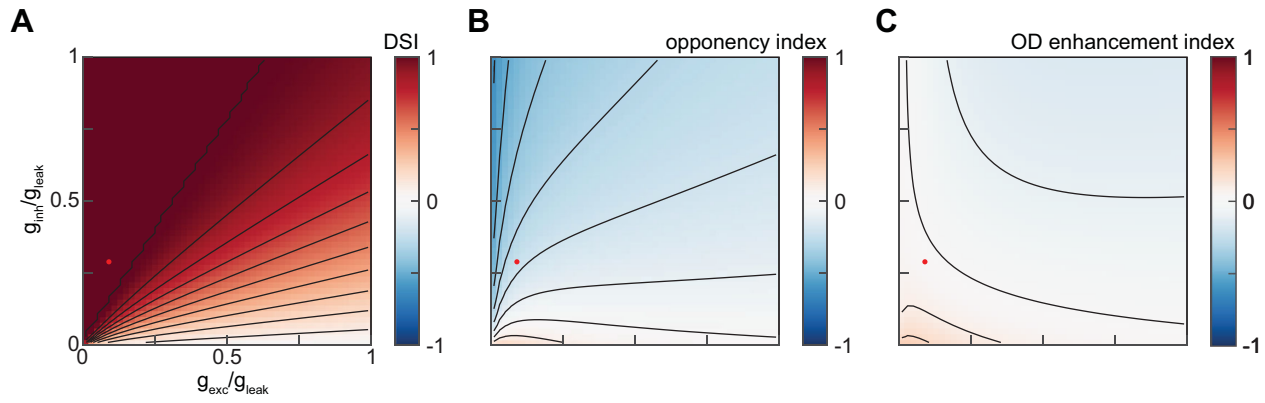 A
B
C
DSI
opponency index
OD enhancement index
1
1
1
1
0.5
0
0
0
0
-1
-1
-1
0
0.5
1
g_inh/g_leak
g_exc/g_leak